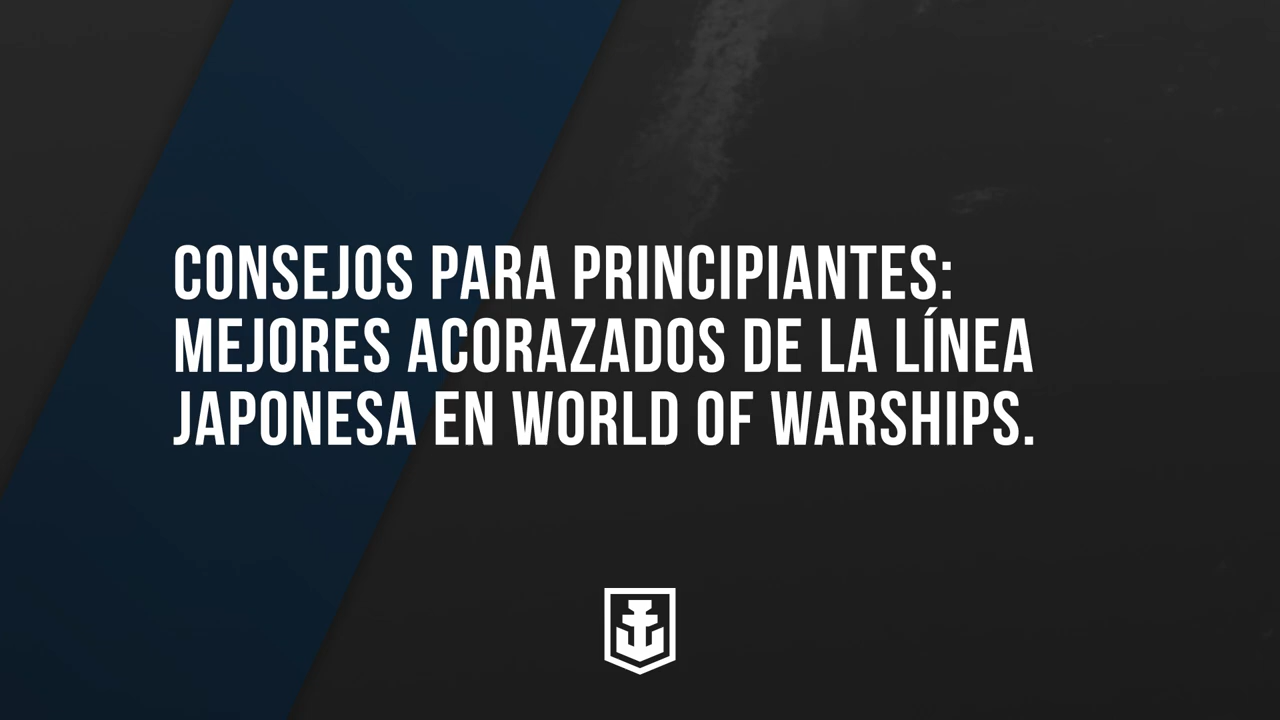 CONSEJOS PARA PRINCIPIANTES:
MEJORES ACORAZADOS DE LA LÍNEA
JAPONESA EN WORLD OF WARSHIPS.